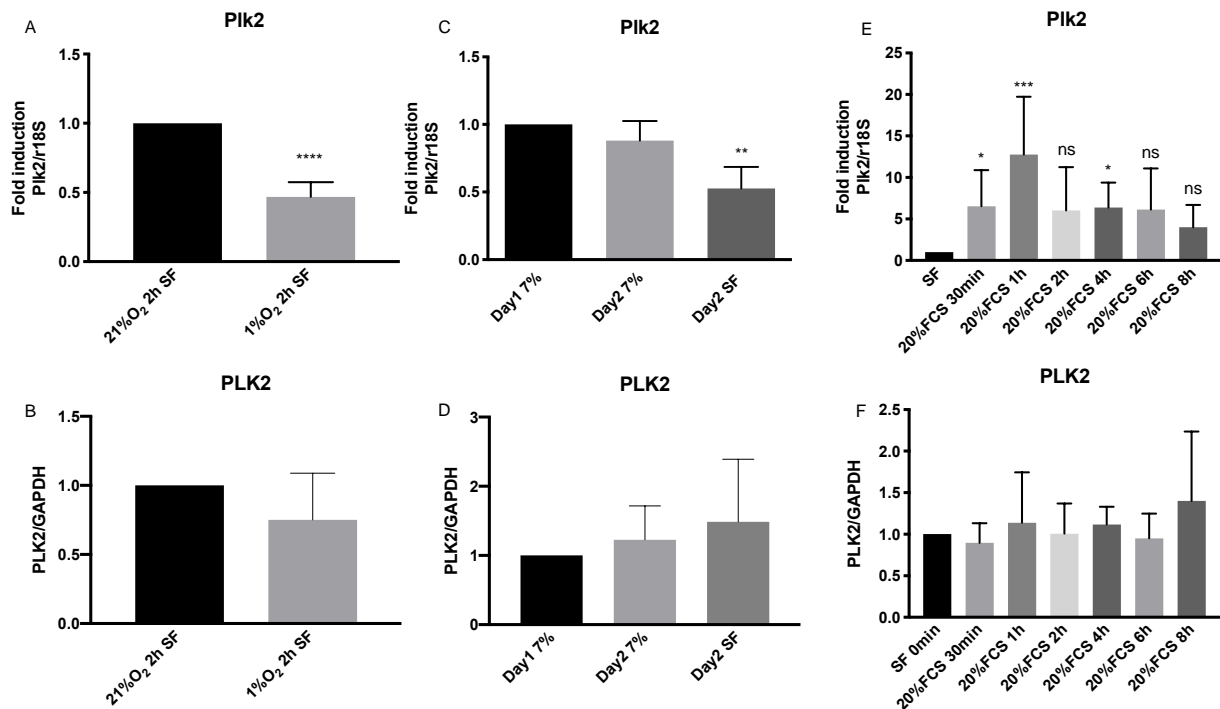 A
Plk2
Fold induction
Plk2/r18S
1.5
1.0
0.5
0.0
****
21%O₂ 2h SF
1%O₂ 2h SF
C
Plk2
Fold induction
Plk2/r18S
1.5
1.0
0.5
0.0
**
Day1 7%
Day2 7%
Day2 SF
E
Plk2
Fold induction
Plk2/r18S
25
20
15
10
5
0
*
***
ns
*
ns
ns
SF
20%FCS 30min
20%FCS 1h
20%FCS 2h
20%FCS 4h
20%FCS 6h
20%FCS 8h
B
PLK2
PLK2/GAPDH
1.5
1.0
0.5
0.0
21%O₂ 2h SF
1%O₂ 2h SF
D
PLK2
PLK2/GAPDH
3
2
1
0
Day1 7%
Day2 7%
Day2 SF
F
PLK2
PLK2/GAPDH
2.5
2.0
1.5
1.0
0.5
0.0
SF 0min
20%FCS 30min
20%FCS 1h
20%FCS 2h
20%FCS 4h
20%FCS 6h
20%FCS 8h